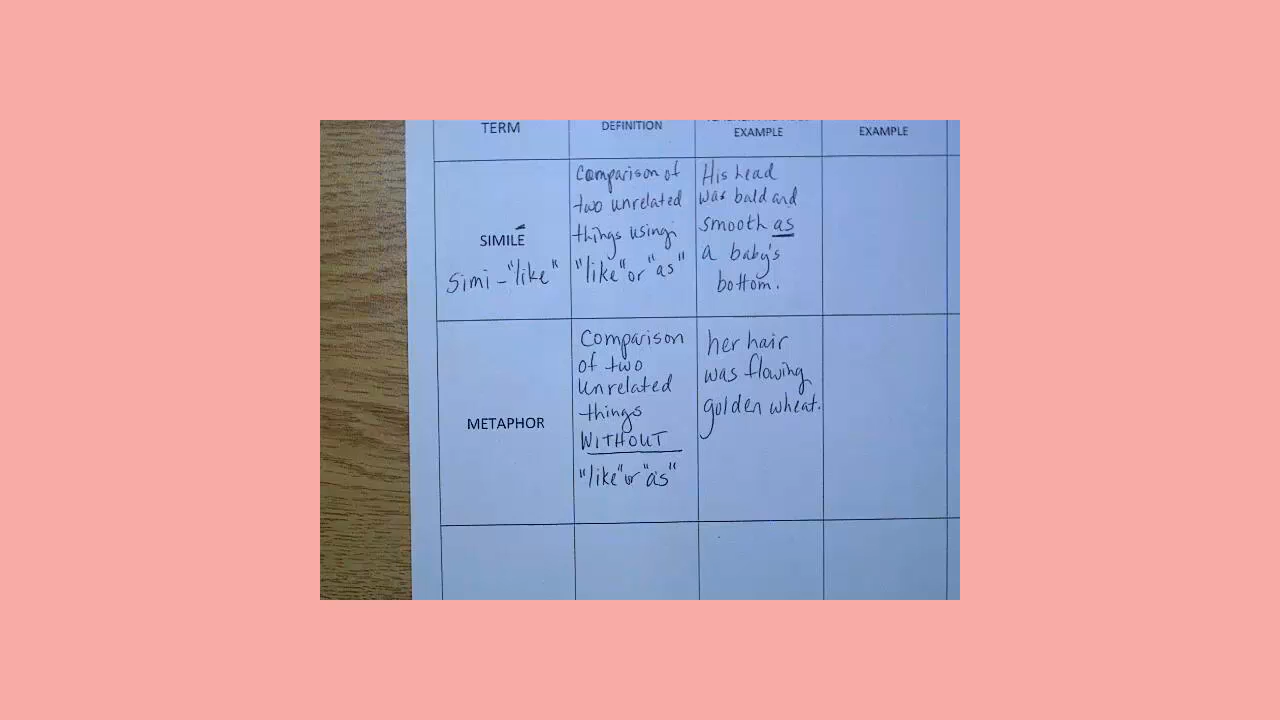 TERM
DEFINITION
EXAMPLE
EXAMPLE
SIMILE
Simi - "like"
Comparison of
two unrelated
things using
"like" or "as"
His head
was bald and
smooth as
a baby's
bottom.
METAPHOR
Comparison
of two
unrelated
things
WITHOUT
"like" or "as"
her hair
was flowing
golden wheat.